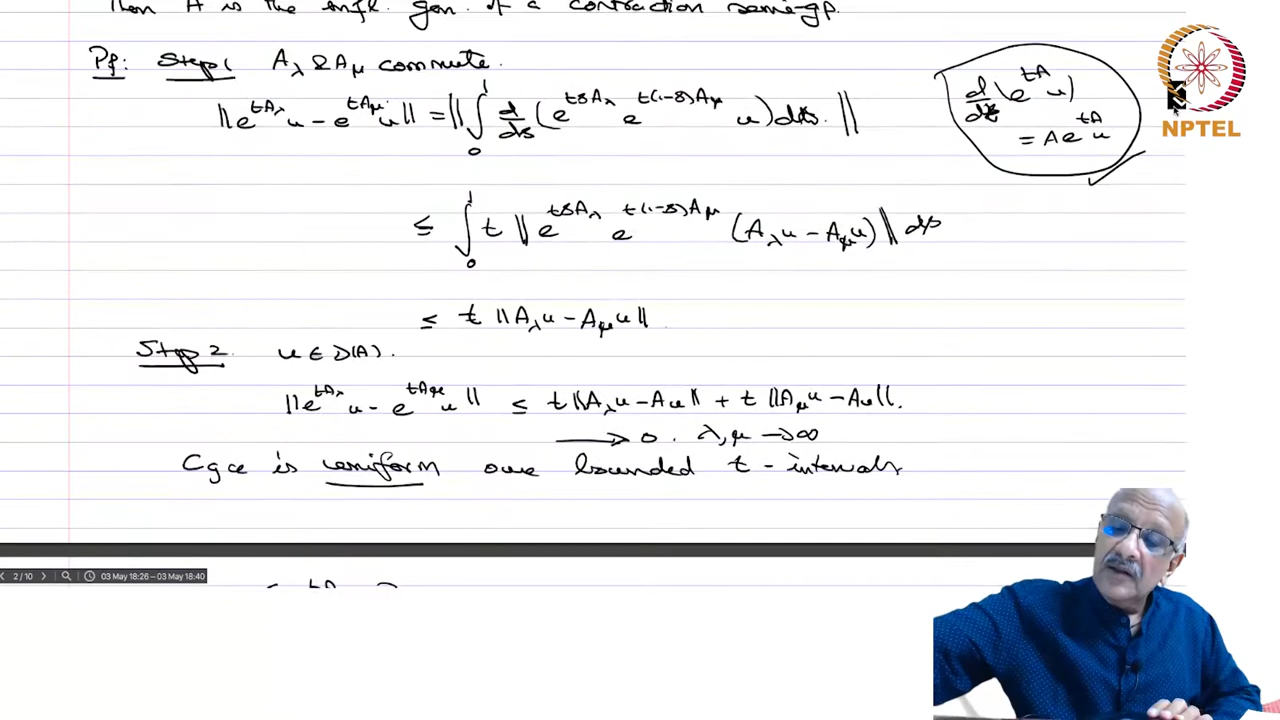 Then A is the infl. gen. of a contraction semi-gp.
Pf: Step 1 A_λ & A_μ commute.
‖e^{tA_λ}u − e^{tA_μ}u‖ = ‖∫_0^1 d/ds (e^{tsA_λ} e^{t(1-s)A_μ} u) ds. ‖
d/dt (e^{tA} u)
= A e^{tA} u
NPTEL
≤ ∫_0^1 t ‖e^{tsA_λ} e^{t(1-s)A_μ} (A_λu − A_μu)‖ ds
≤ t ‖A_λu − A_μu‖
Step 2. u ∈ D(A).
‖e^{tA_λ}u − e^{tA_μ}u‖ ≤ t‖A_λu − Au‖ + t ‖A_μu − Au‖.
⟶ 0. λ,μ → ∞
Cgce is uniform over bounded t - intervals
2/10 03 May 18:26 – 03 May 18:40